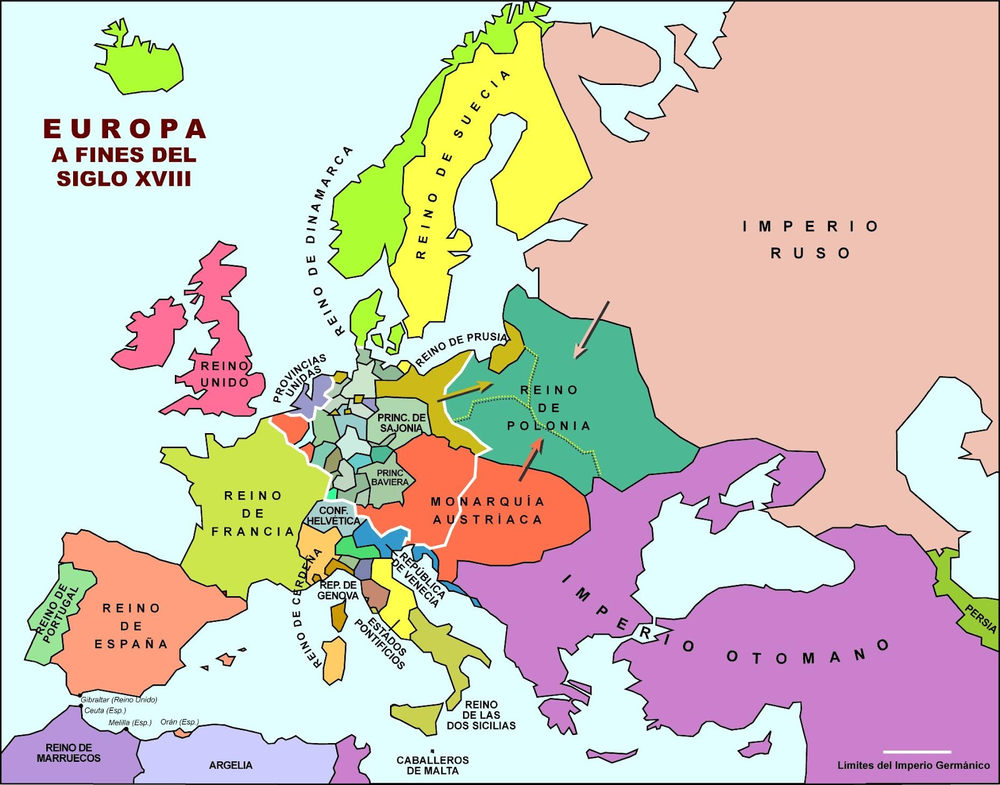 EUROPA
A FINES DEL
SIGLO XVIII
REINO DE DINAMARCA
REINO DE SUECIA
IMPERIO
RUSO
REINO
UNIDO
PROVINCIAS
UNIDAS
REINO DE PRUSIA
REINO
DE
POLONIA
PRINC. DE
SAJONIA
PRINC
BAVIERA
REINO
DE
FRANCIA
CONF.
HELVÉTICA
MONARQUÍA
AUSTRÍACA
REINO DE CERDEÑA
REP. DE
GÉNOVA
REPÚBLICA
DE VENECIA
ESTADOS
PONTIFICIOS
REINO DE
PORTUGAL
REINO
DE
ESPAÑA
IMPERIO OTOMANO
PERSIA
REINO
DE LAS
DOS SICILIAS
CABALLEROS
DE MALTA
Gibraltar (Reino Unido)
Ceuta (Esp.)
Melilla (Esp.)
Orán (Esp.)
REINO DE
MARRUECOS
ARGELIA
Límites del Imperio Germánico